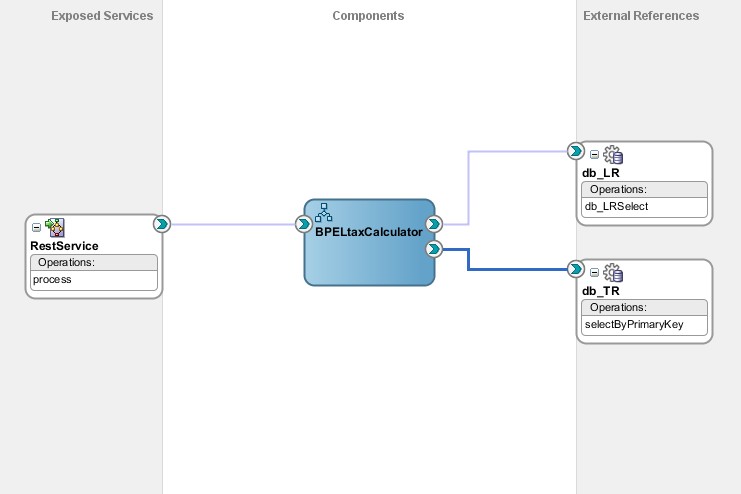 Exposed Services
Components
External References
RestService
Operations:
process
BPELtaxCalculator
db_LR
Operations:
db_LRSelect
db_TR
Operations:
selectByPrimaryKey